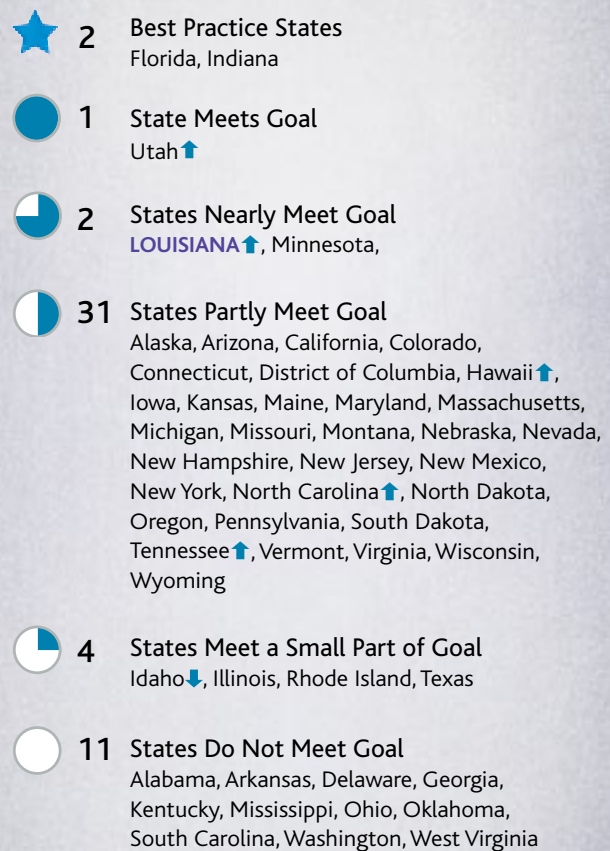 2 Best Practice States
Florida, Indiana
1 State Meets Goal
Utah⬆
2 States Nearly Meet Goal
LOUISIANA⬆, Minnesota,
31 States Partly Meet Goal
Alaska, Arizona, California, Colorado,
Connecticut, District of Columbia, Hawaii⬆,
Iowa, Kansas, Maine, Maryland, Massachusetts,
Michigan, Missouri, Montana, Nebraska, Nevada,
New Hampshire, New Jersey, New Mexico,
New York, North Carolina⬆, North Dakota,
Oregon, Pennsylvania, South Dakota,
Tennessee⬆, Vermont, Virginia, Wisconsin,
Wyoming
4 States Meet a Small Part of Goal
Idaho⬇, Illinois, Rhode Island, Texas
11 States Do Not Meet Goal
Alabama, Arkansas, Delaware, Georgia,
Kentucky, Mississippi, Ohio, Oklahoma,
South Carolina, Washington, West Virginia